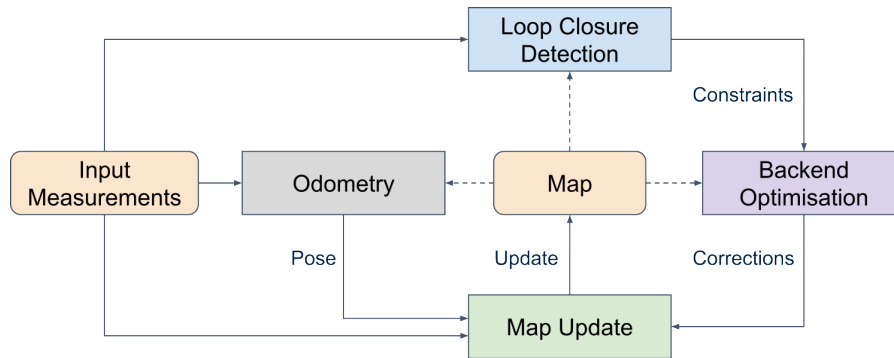 Loop Closure
Detection
Constraints
Input
Measurements
Odometry
Map
Backend
Optimisation
Pose
Update
Corrections
Map Update